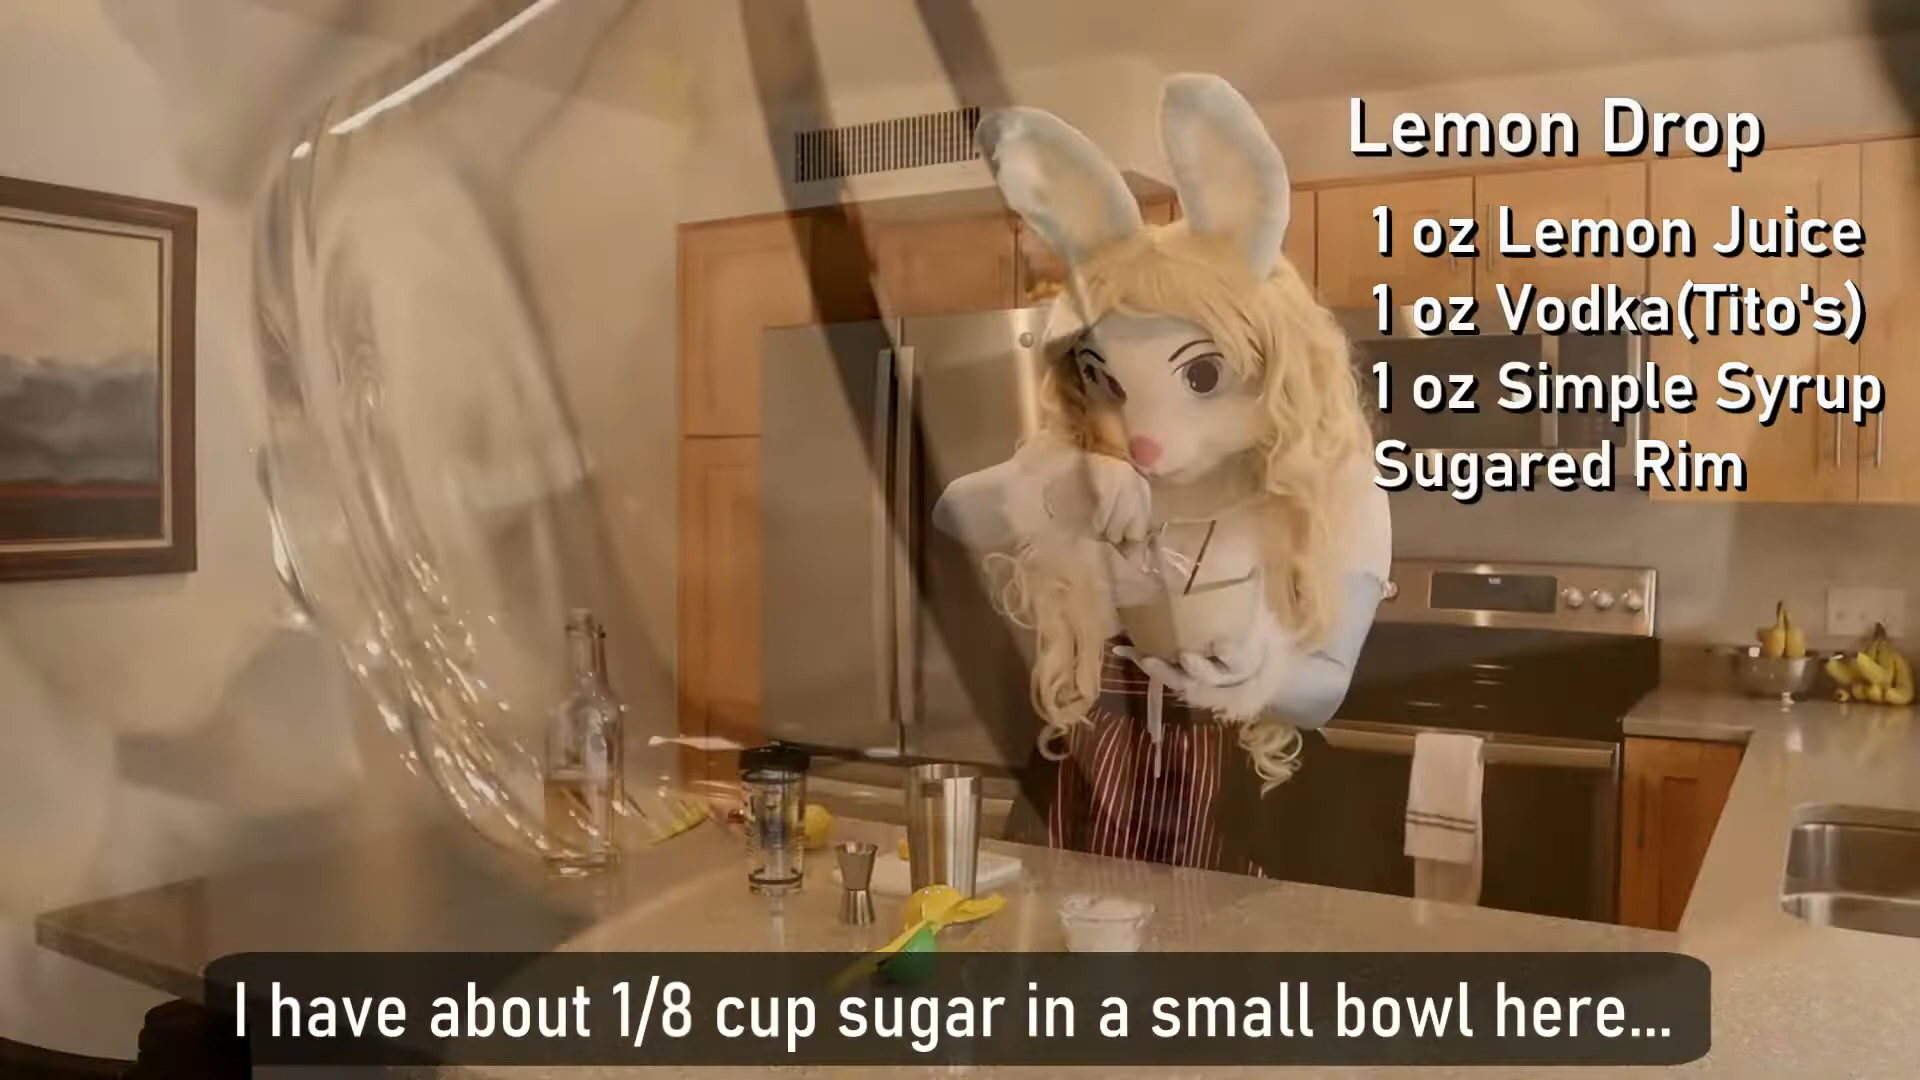 Lemon Drop
1 oz Lemon Juice
1 oz Vodka(Tito's)
1 oz Simple Syrup
Sugared Rim
I have about 1/8 cup sugar in a small bowl here...